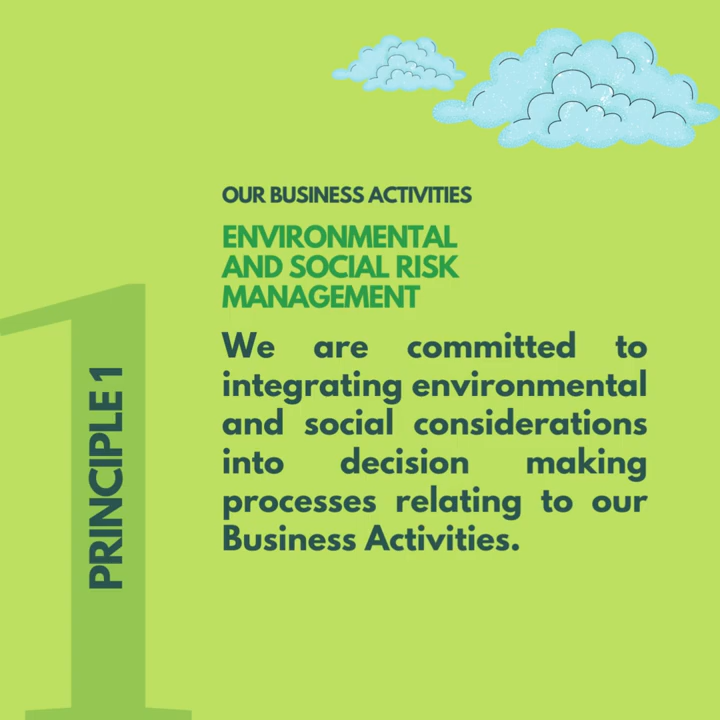 OUR BUSINESS ACTIVITIES
ENVIRONMENTAL
AND SOCIAL RISK
MANAGEMENT
We are committed to
integrating environmental
and social considerations
into decision making
processes relating to our
Business Activities.
1
PRINCIPLE 1